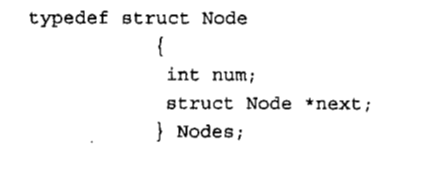 typedef struct Node
{
int num;
struct Node *next;
} Nodes;